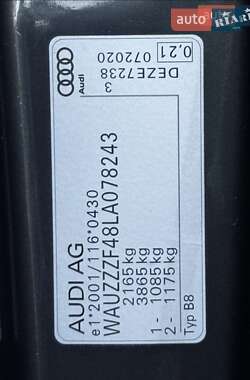 AUDI AG
e1*2001/116*0430
WAUZZZF48LA078243
2165 kg
3865 kg
1- 1085 kg
2- 1175 kg
Typ B8
Audi
3
DEZE7238
072020
0,21
auto
RIA